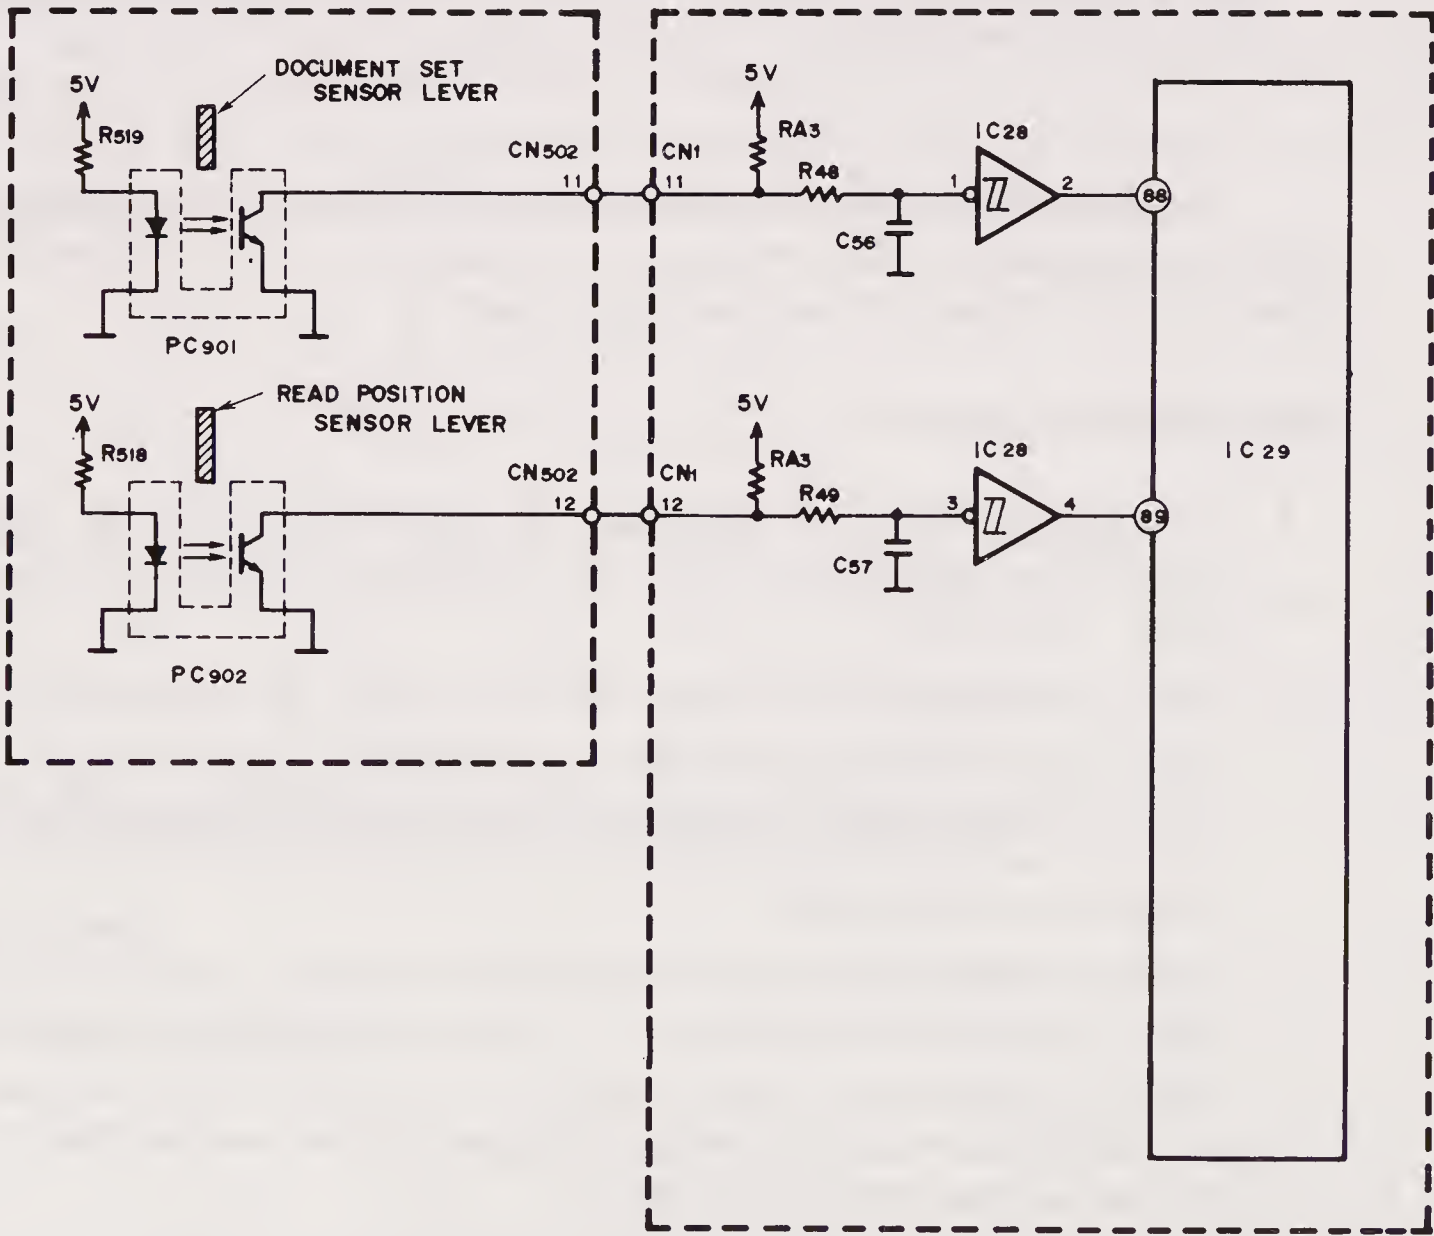 5V
R519
DOCUMENT SET
SENSOR LEVER
CN502
11
PC901
5V
R518
READ POSITION
SENSOR LEVER
CN502
12
PC902
CN1
11
5V
RA3
R48
C56
IC28
1
2
88
CN1
12
5V
RA3
R49
C57
IC28
3
4
89
IC29